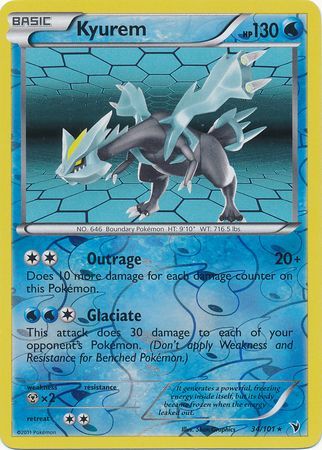 BASIC
Kyurem
HP130
NO. 646 Boundary Pokémon HT: 9'10" WT: 716.5 lbs
Outrage 20+
Does 10 more damage for each damage counter on
this Pokémon.
Glaciate
This attack does 30 damage to each of your
opponent's Pokémon. (Don't apply Weakness and
Resistance for Benched Pokémon.)
weakness resistance
×2
retreat
It generates a powerful, freezing
energy inside itself, but its body
became frozen when the energy
leaked out.
Illus. Shin Graphics
©2011 Pokémon
34/101 ★